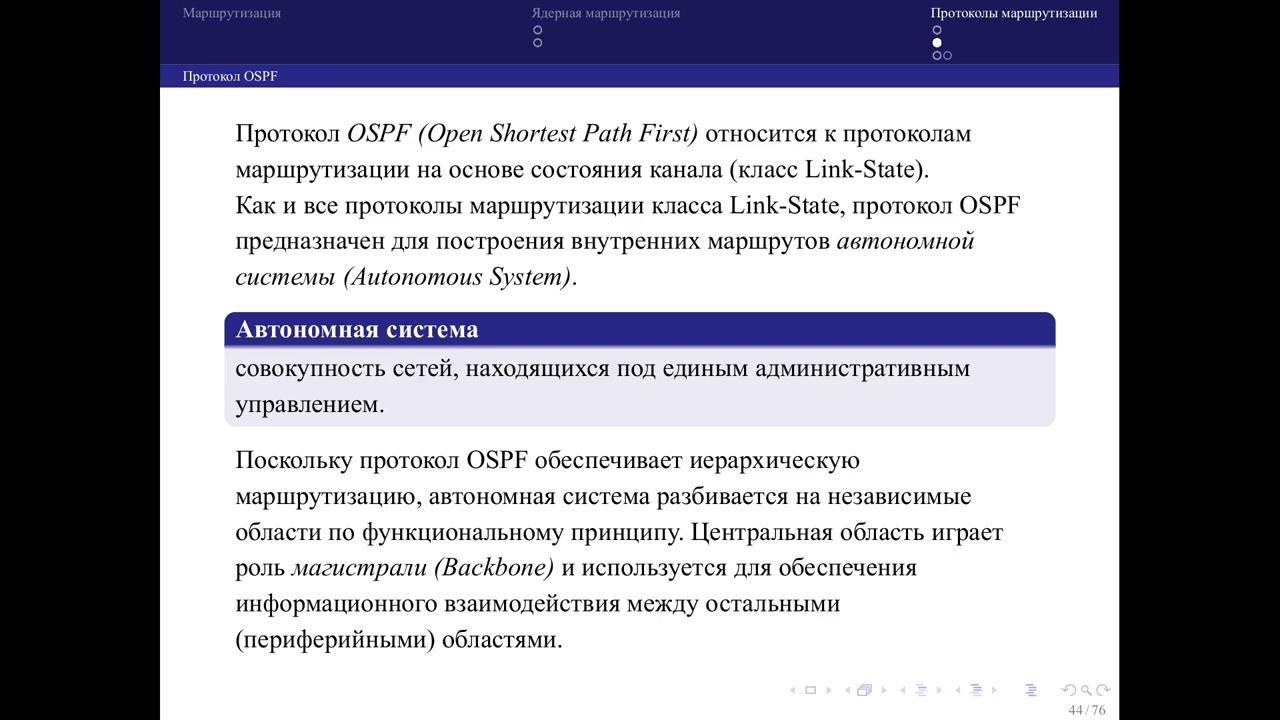 Маршрутизация
Ядерная маршрутизация
Протоколы маршрутизации
Протокол OSPF
Протокол OSPF (Open Shortest Path First) относится к протоколам
маршрутизации на основе состояния канала (класс Link-State).
Как и все протоколы маршрутизации класса Link-State, протокол OSPF
предназначен для построения внутренних маршрутов автономной
системы (Autonomous System).
Автономная система
совокупность сетей, находящихся под единым административным
управлением.
Поскольку протокол OSPF обеспечивает иерархическую
маршрутизацию, автономная система разбивается на независимые
области по функциональному принципу. Центральная область играет
роль магистрали (Backbone) и используется для обеспечения
информационного взаимодействия между остальными
(периферийными) областями.
44 / 76